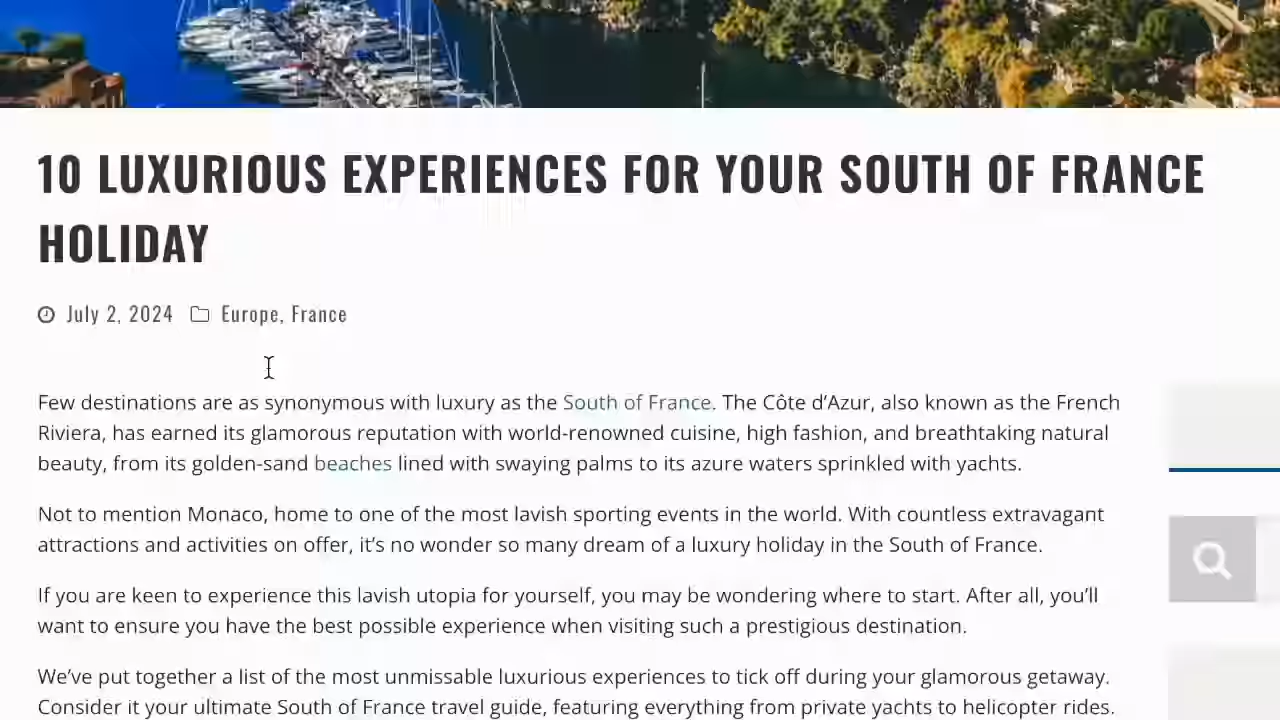 10 LUXURIOUS EXPERIENCES FOR YOUR SOUTH OF FRANCE
HOLIDAY
July 2, 2024 Europe, France
Few destinations are as synonymous with luxury as the South of France. The Côte d’Azur, also known as the French
Riviera, has earned its glamorous reputation with world-renowned cuisine, high fashion, and breathtaking natural
beauty, from its golden-sand beaches lined with swaying palms to its azure waters sprinkled with yachts.
Not to mention Monaco, home to one of the most lavish sporting events in the world. With countless extravagant
attractions and activities on offer, it’s no wonder so many dream of a luxury holiday in the South of France.
If you are keen to experience this lavish utopia for yourself, you may be wondering where to start. After all, you’ll
want to ensure you have the best possible experience when visiting such a prestigious destination.
We’ve put together a list of the most unmissable luxurious experiences to tick off during your glamorous getaway.
Consider it your ultimate South of France travel guide, featuring everything from private yachts to helicopter rides.